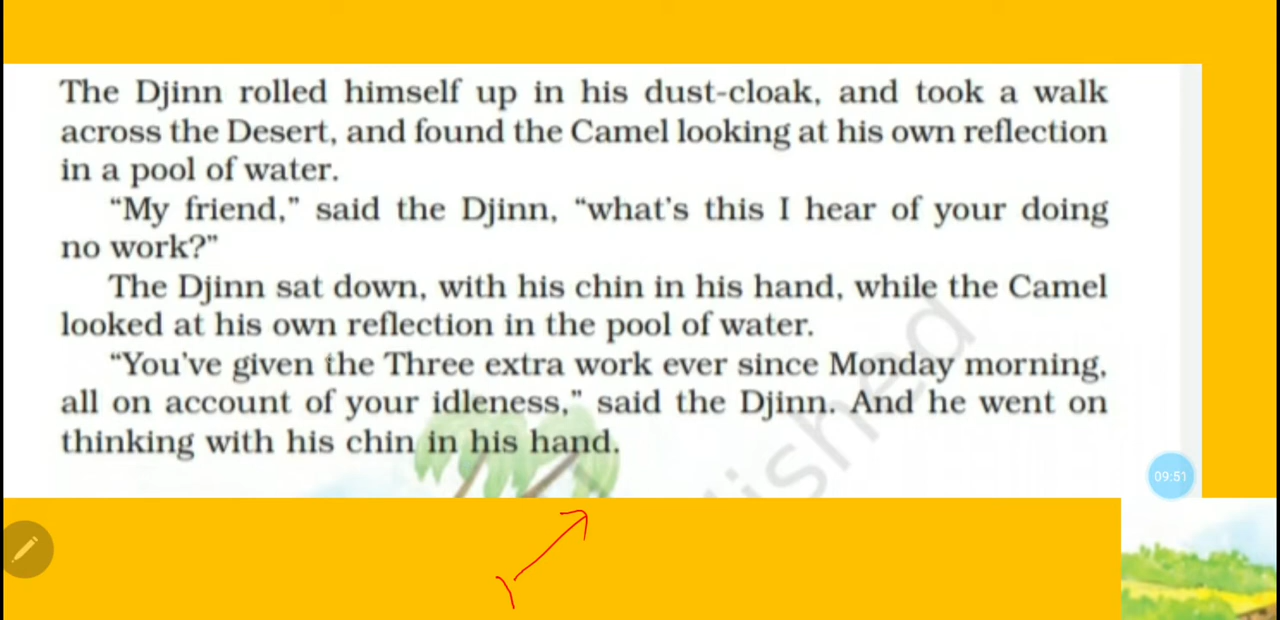 The Djinn rolled himself up in his dust-cloak, and took a walk
across the Desert, and found the Camel looking at his own reflection
in a pool of water.
“My friend,” said the Djinn, “what’s this I hear of your doing
no work?”
The Djinn sat down, with his chin in his hand, while the Camel
looked at his own reflection in the pool of water.
“You’ve given the Three extra work ever since Monday morning,
all on account of your idleness,” said the Djinn. And he went on
thinking with his chin in his hand.
lished
09:51